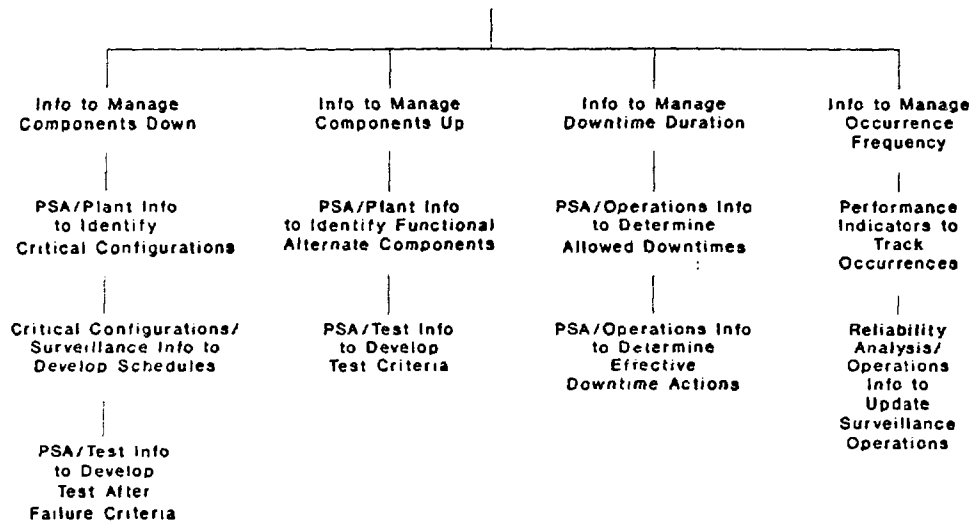 Info to Manage
Components Down
PSA/Plant Info
to Identify
Critical Configurations
Critical Configurations/
Surveillance Info to
Develop Schedules
PSA/Test Info
to Develop
Test After
Failure Criteria
Info to Manage
Components Up
PSA/Plant Info
to Identify Functional
Alternate Components
PSA/Test Info
to Develop
Test Criteria
Info to Manage
Downtime Duration
PSA/Operations Info
to Determine
Allowed Downtimes
PSA/Operations Info
to Determine
Effective
Downtime Actions
Info to Manage
Occurrence
Frequency
Performance
Indicators to
Track
Occurrences
Reliability
Analysis/
Operations
Info to
Update
Surveillance
Operations